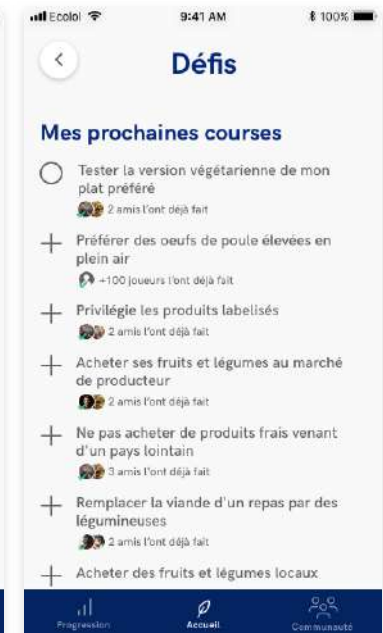 Ecolol 9:41 AM 100%
Défis
Mes prochaines courses
Tester la version végétarienne de mon
plat préféré
2 amis l'ont déjà fait
Préférer des oeufs de poule élevées en
plein air
+100 joueurs l'ont déjà fait
Privilégie les produits labelisés
2 amis l'ont déjà fait
Acheter ses fruits et légumes au marché
de producteur
2 amis l'ont déjà fait
Ne pas acheter de produits frais venant
d'un pays lointain
3 amis l'ont déjà fait
Remplacer la viande d'un repas par des
légumineuses
2 amis l'ont déjà fait
Acheter des fruits et légumes locaux
Progression Accueil Communauté